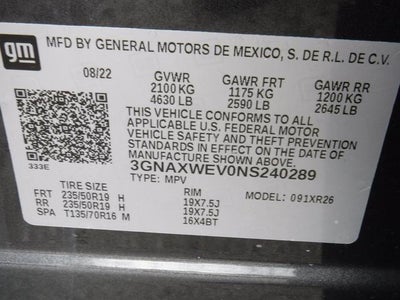 gm
MFD BY GENERAL MOTORS DE MEXICO, S. DE R.L. DE C.V.
08/22 GVWR GAWR FRT GAWR RR
2100 KG 1175 KG 1200 KG
4630 LB 2590 LB 2645 LB
THIS VEHICLE CONFORMS TO ALL
APPLICABLE U.S. FEDERAL MOTOR
VEHICLE SAFETY AND THEFT PREVENTION
STANDARDS IN EFFECT ON THE DATE OF
MANUFACTURE SHOWN ABOVE.
333E
3GNAXWEV0NS240289
TYPE: MPV
TIRE SIZE RIM MODEL: 091XR26
FRT 235/50R19 H 19X7.5J
RR 235/50R19 H 19X7.5J
SPA T135/70R16 M 16X4BT